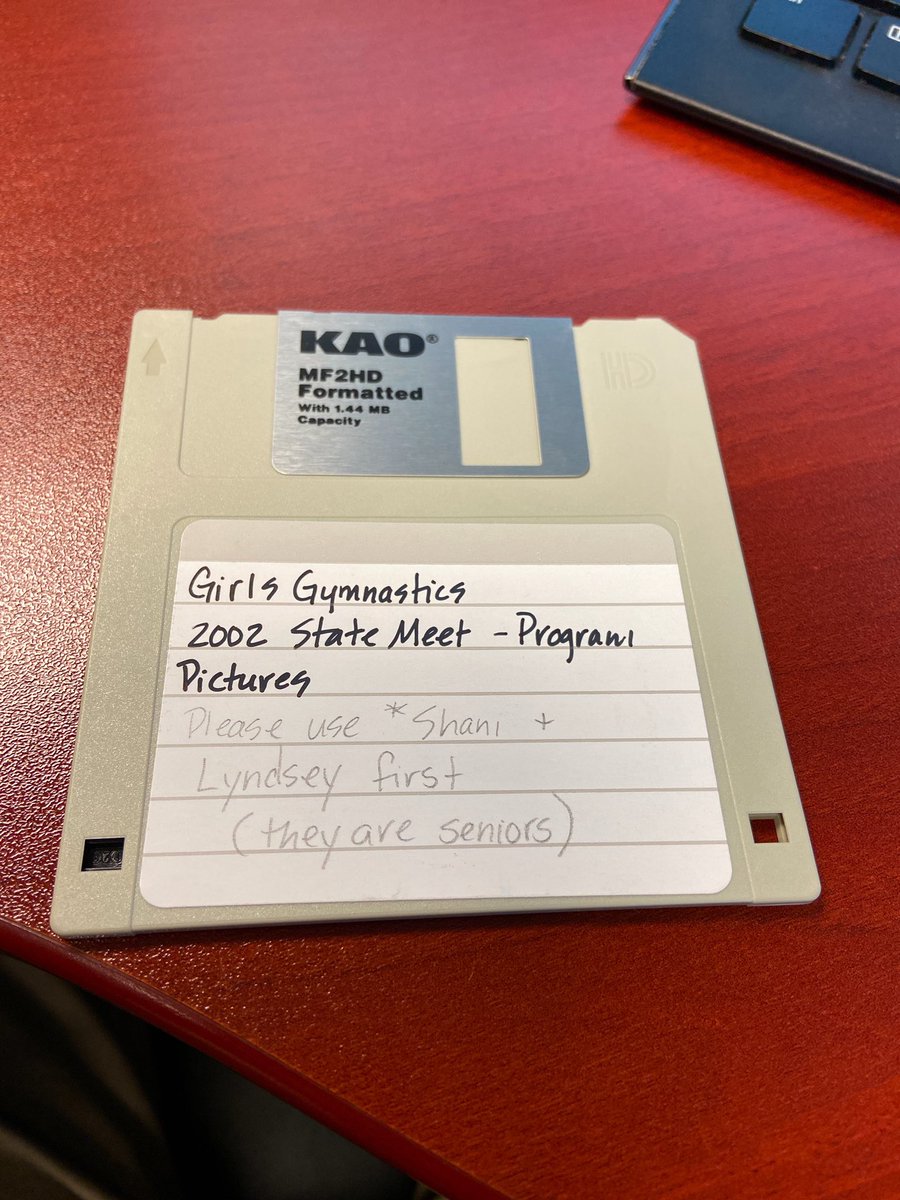 KAO®
MF2HD
Formatted
With 1.44 MB
Capacity
HD
Girls Gymnastics
2002 State Meet - Program
Pictures
Please use *Shani +
Lyndsey first
(they are seniors)